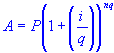 A = P(1 + (i/q))^{nq}